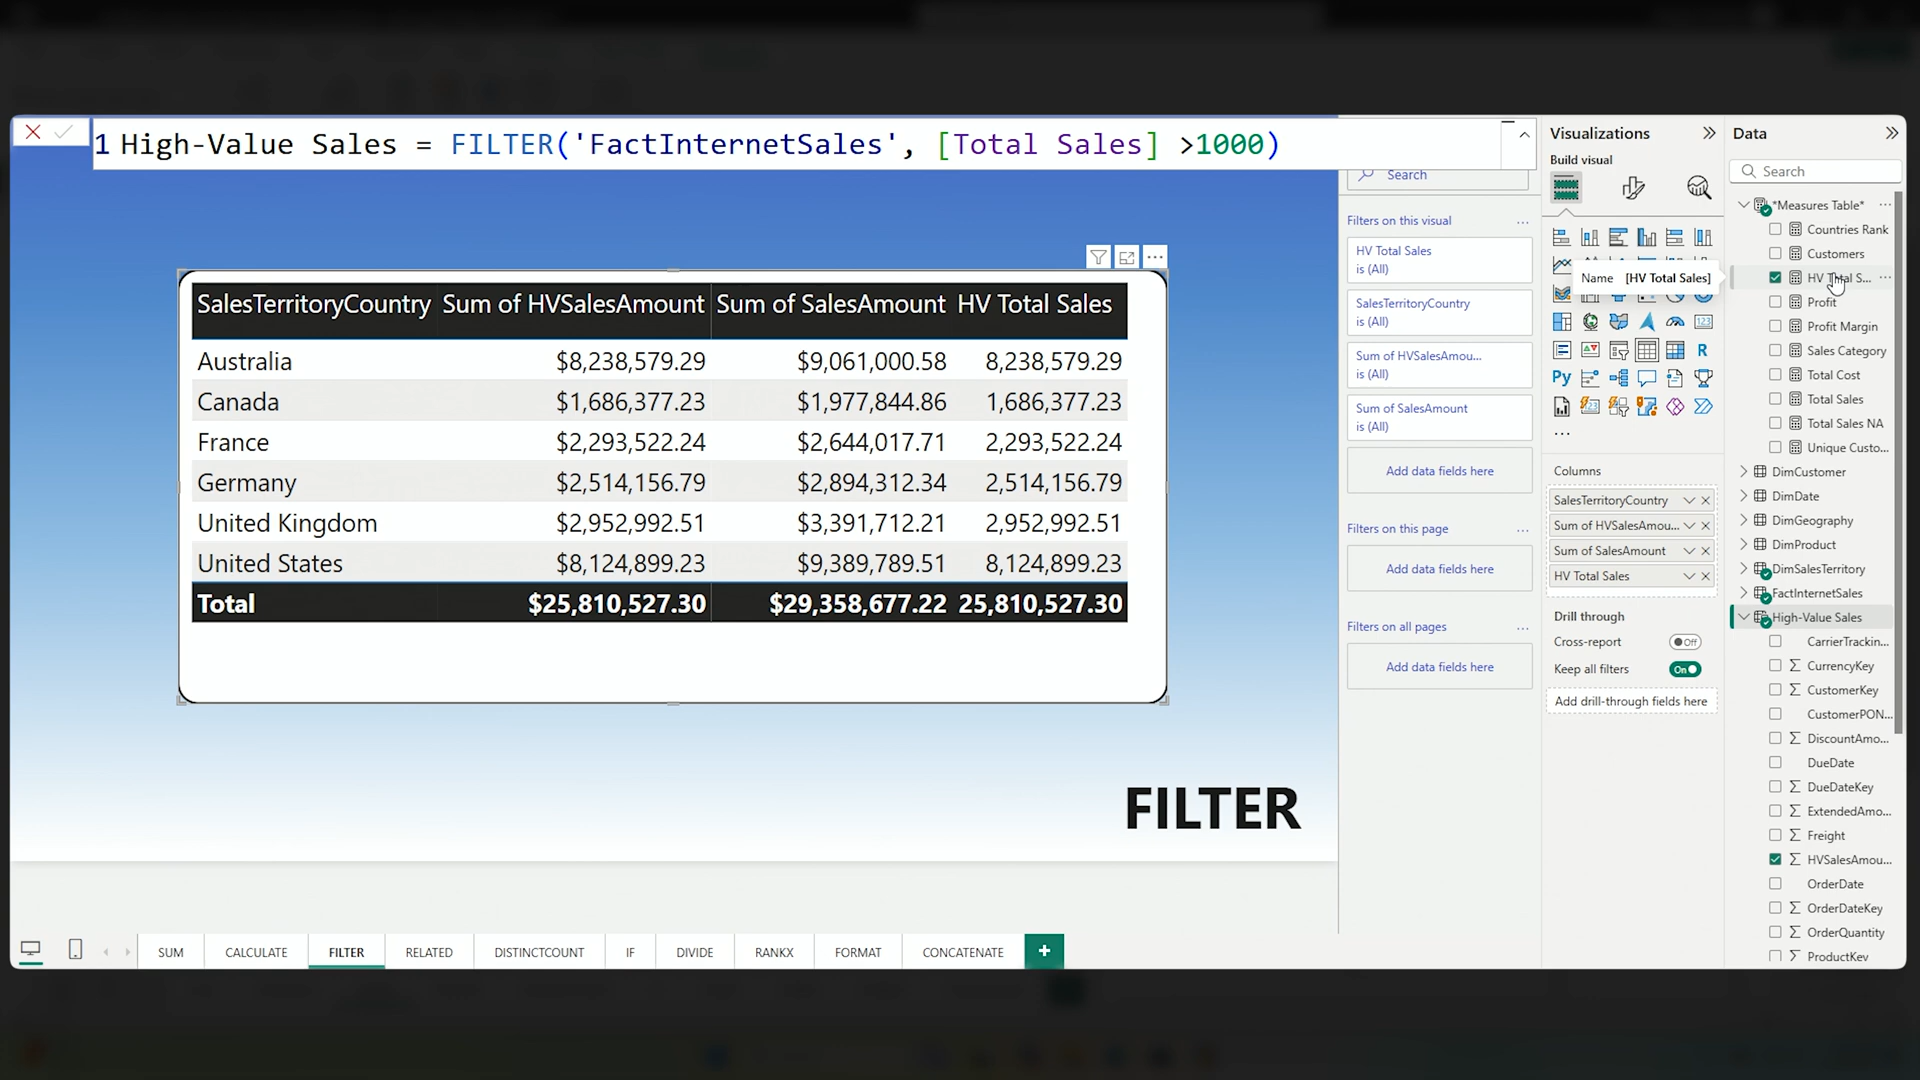 1 High-Value Sales = FILTER('FactInternetSales', [Total Sales] >1000)
SalesTerritoryCountry Sum of HVSalesAmount Sum of SalesAmount HV Total Sales
Australia $8,238,579.29 $9,061,000.58 8,238,579.29
Canada $1,686,377.23 $1,977,844.86 1,686,377.23
France $2,293,522.24 $2,644,017.71 2,293,522.24
Germany $2,514,156.79 $2,894,312.34 2,514,156.79
United Kingdom $2,952,992.51 $3,391,712.21 2,952,992.51
United States $8,124,899.23 $9,389,789.51 8,124,899.23
Total $25,810,527.30 $29,358,677.22 25,810,527.30
FILTER
SUM CALCULATE FILTER RELATED DISTINCTCOUNT IF DIVIDE RANKX FORMAT CONCATENATE +
Search
Filters on this visual ...
HV Total Sales
is (All)
SalesTerritoryCountry
is (All)
Sum of HVSalesAmou...
is (All)
Sum of SalesAmount
is (All)
Add data fields here
Filters on this page ...
Add data fields here
Filters on all pages ...
Add data fields here
Visualizations
Build visual
Name [HV Total Sales]
123
R
Py
123
...
Columns
SalesTerritoryCountry
Sum of HVSalesAmou...
Sum of SalesAmount
HV Total Sales
Drill through
Cross-report Off
Keep all filters On
Add drill-through fields here
Data
Search
*Measures Table* ...
Countries Rank
Customers
HV Total S... ...
Profit
Profit Margin
Sales Category
Total Cost
Total Sales
Total Sales NA
Unique Custo...
DimCustomer
DimDate
DimGeography
DimProduct
DimSalesTerritory
FactInternetSales
High-Value Sales
CarrierTrackin...
CurrencyKey
CustomerKey
CustomerPON...
DiscountAmo...
DueDate
DueDateKey
ExtendedAmo...
Freight
HVSalesAmou...
OrderDate
OrderDateKey
OrderQuantity
ProductKey